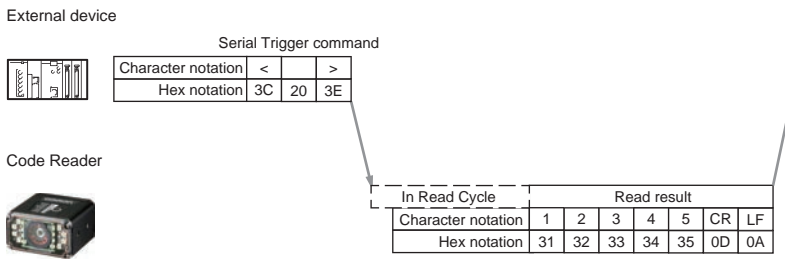 External device
Serial Trigger command
Character notation < >
Hex notation 3C 20 3E
Code Reader
In Read Cycle Read result
Character notation 1 2 3 4 5 CR LF
Hex notation 31 32 33 34 35 0D 0A